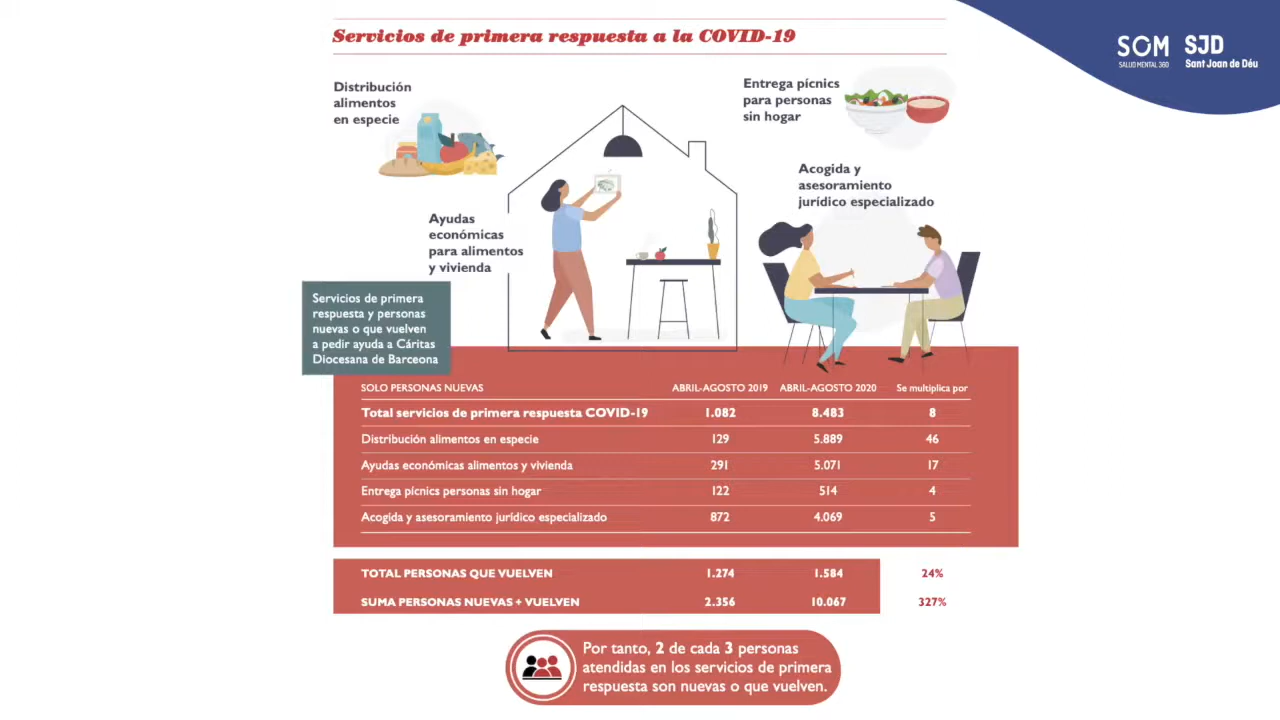 Servicios de primera respuesta a la COVID-19
SOM
SALUD MENTAL 360
SJD
Sant Joan de Déu
Distribución
alimentos
en especie
Entrega pícnics
para personas
sin hogar
Acogida y
asesoramiento
jurídico especializado
Ayudas
económicas
para alimentos
y vivienda
Servicios de primera
respuesta y personas
nuevas o que vuelven
a pedir ayuda a Cáritas
Diocesana de Barceona
SOLO PERSONAS NUEVAS ABRIL-AGOSTO 2019 ABRIL-AGOSTO 2020 Se multiplica por
Total servicios de primera respuesta COVID-19 1.082 8.483 8
Distribución alimentos en especie 129 5.889 46
Ayudas económicas alimentos y vivienda 291 5.071 17
Entrega pícnics personas sin hogar 122 514 4
Acogida y asesoramiento jurídico especializado 872 4.069 5
TOTAL PERSONAS QUE VUELVEN 1.274 1.584 24%
SUMA PERSONAS NUEVAS + VUELVEN 2.356 10.067 327%
Por tanto, 2 de cada 3 personas
atendidas en los servicios de primera
respuesta son nuevas o que vuelven.